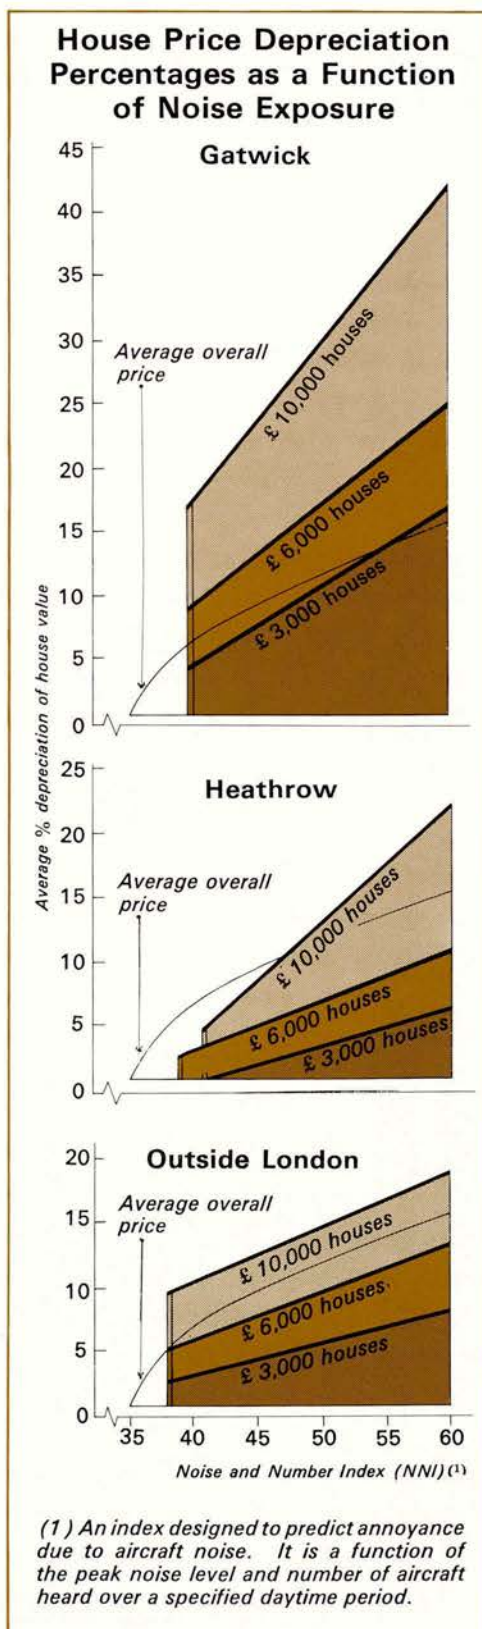 House Price Depreciation
Percentages as a Function
of Noise Exposure
Gatwick
45
40
35
30
25
20
15
10
5
0
Average overall
price
£ 10,000 houses
£ 6,000 houses
£ 3,000 houses
Average % depreciation of house value
Heathrow
25
20
15
10
5
0
Average overall
price
£ 10,000 houses
£ 6,000 houses
£ 3,000 houses
Outside London
20
15
10
5
0
Average overall
price
£ 10,000 houses
£ 6,000 houses
£ 3,000 houses
35 40 45 50 55 60
Noise and Number Index (NNI)(1)
(1) An index designed to predict annoyance
due to aircraft noise. It is a function of
the peak noise level and number of aircraft
heard over a specified daytime period.